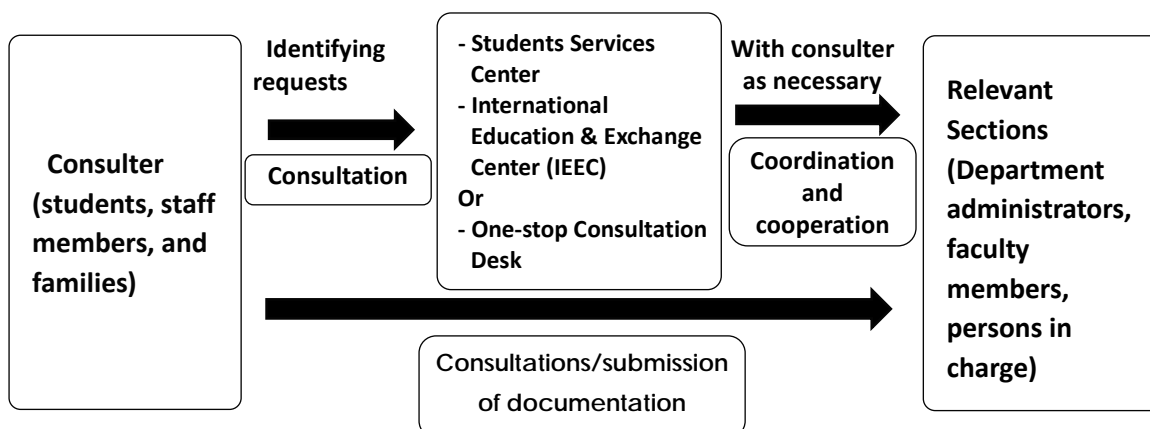 Consulter
(students, staff
members, and
families)
Identifying
requests
Consultation
- Students Services
Center
- International
Education & Exchange
Center (IEEC)
Or
- One-stop Consultation
Desk
With consulter
as necessary
Coordination
and
cooperation
Relevant
Sections
(Department
administrators,
faculty
members,
persons in
charge)
Consultations/submission
of documentation